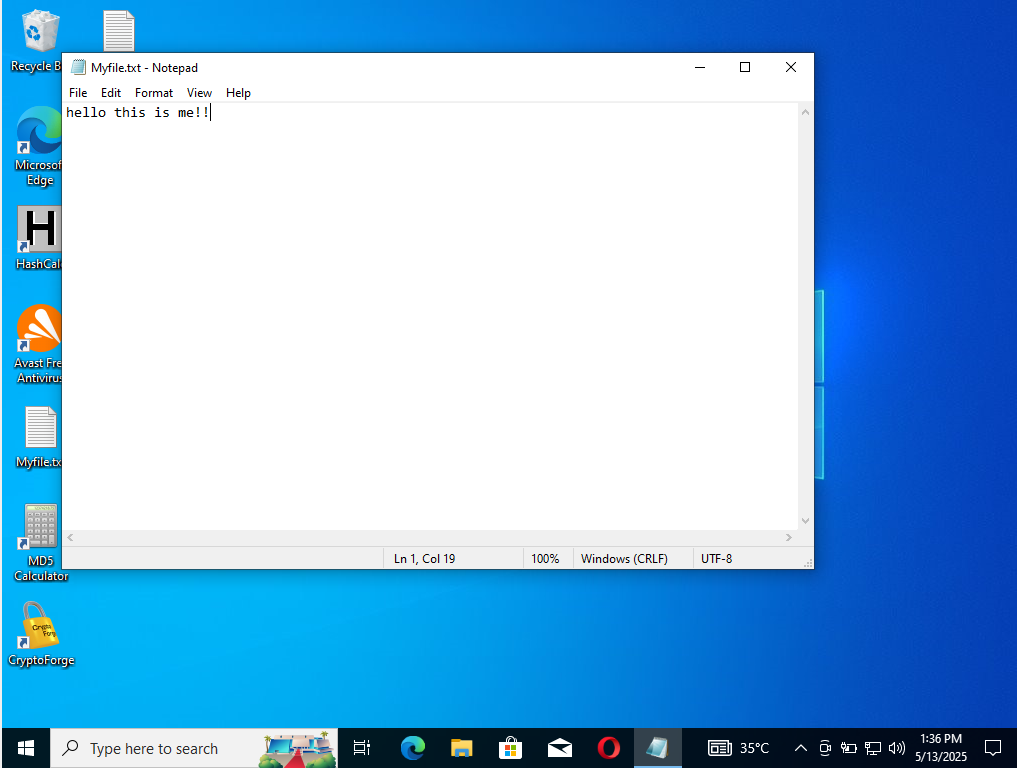 Recycle B
Myfile.txt - Notepad
File Edit Format View Help
hello this is me!!
Microsof
Edge
H
HashCal
Avast Fre
Antivirus
Myfile.tx
MD5
Calculator
Crypto
Forg
CryptoForge
Ln 1, Col 19 100% Windows (CRLF) UTF-8
Type here to search
35°C
1:36 PM
5/13/2025